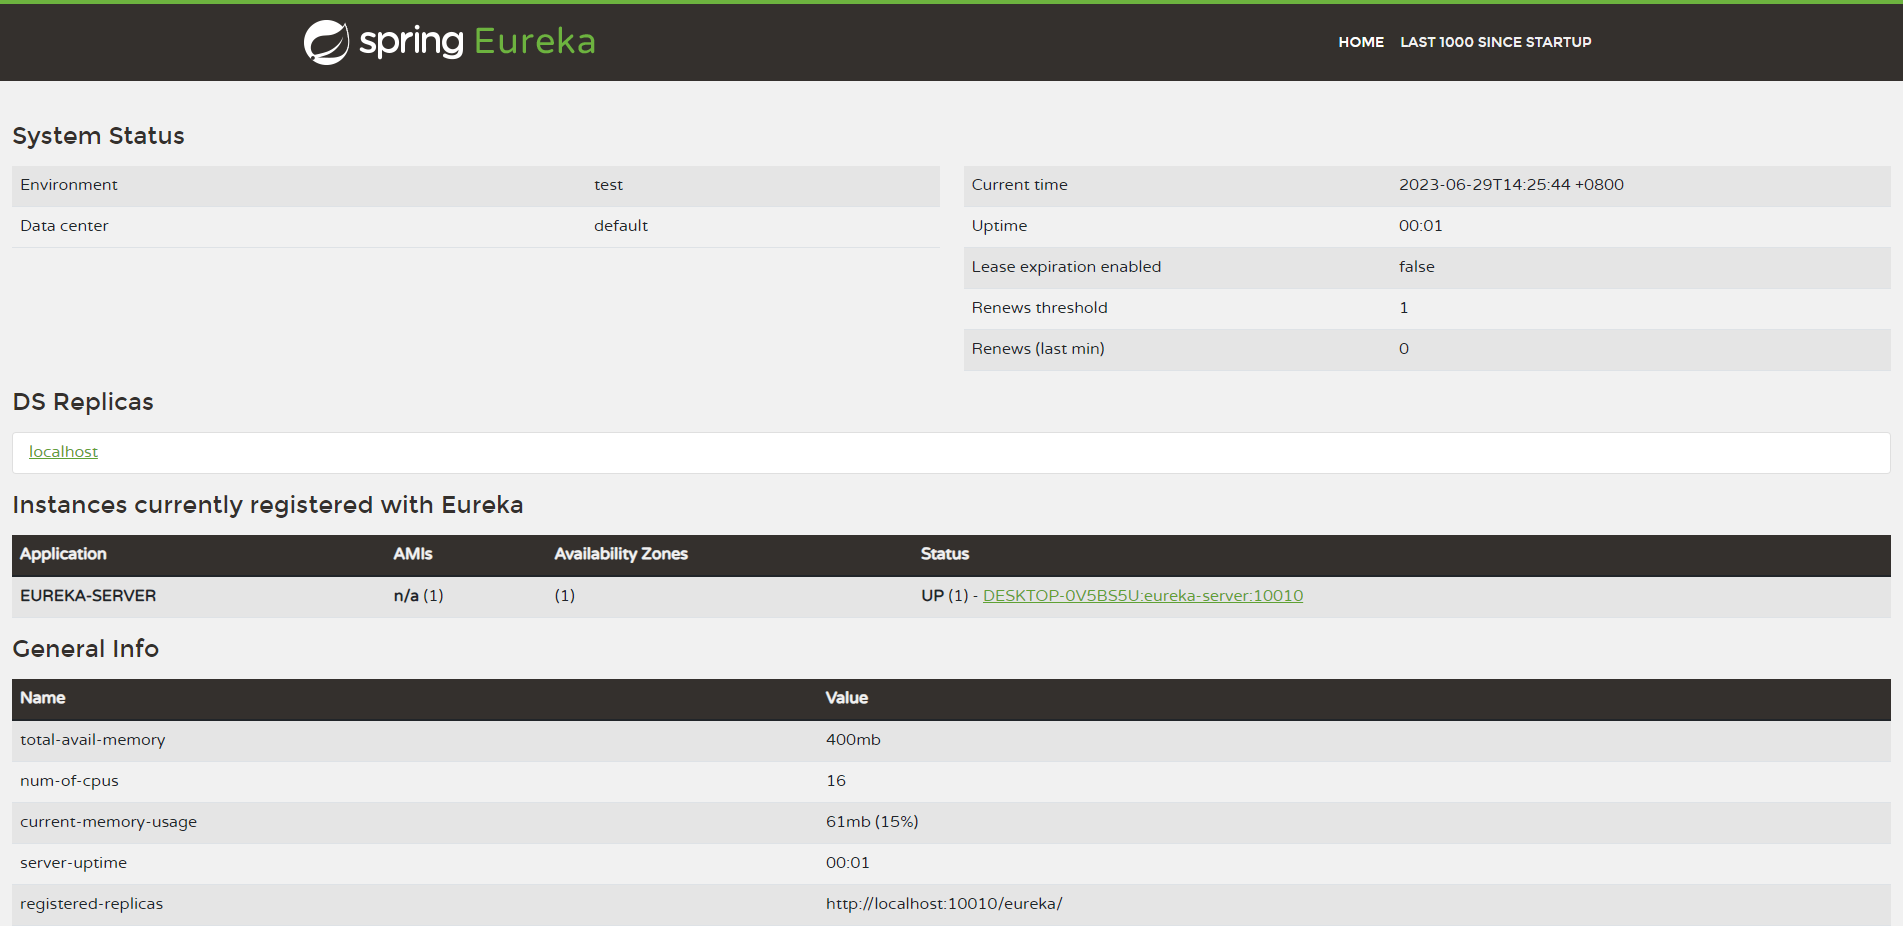 spring Eureka
HOME LAST 1000 SINCE STARTUP
System Status
Environment test
Data center default
Current time 2023-06-29T14:25:44 +0800
Uptime 00:01
Lease expiration enabled false
Renews threshold 1
Renews (last min) 0
DS Replicas
localhost
Instances currently registered with Eureka
Application AMIs Availability Zones Status
EUREKA-SERVER n/a (1) (1) UP (1) - DESKTOP-0V5BS5U:eureka-server:10010
General Info
Name Value
total-avail-memory 400mb
num-of-cpus 16
current-memory-usage 61mb (15%)
server-uptime 00:01
registered-replicas http://localhost:10010/eureka/